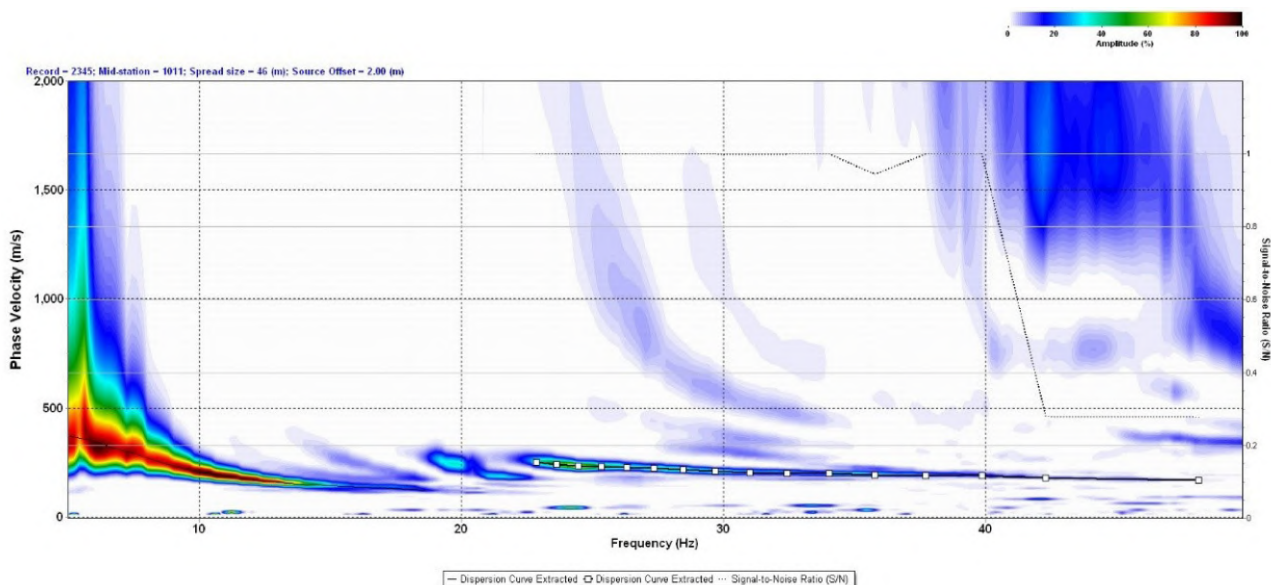 0 20 40 60 80 100
Amplitude (%)
Record = 2345; Mid-station = 1011; Spread size = 46 (m); Source Offset = 2.00 (m)
2,000
1,500
1,000
500
0
Phase Velocity (m/s)
1
0.8
0.6
0.4
0.2
0
Signal-to-Noise Ratio (S/N)
10 20 30 40
Frequency (Hz)
Dispersion Curve Extracted Dispersion Curve Extracted Signal-to-Noise Ratio (S/N)